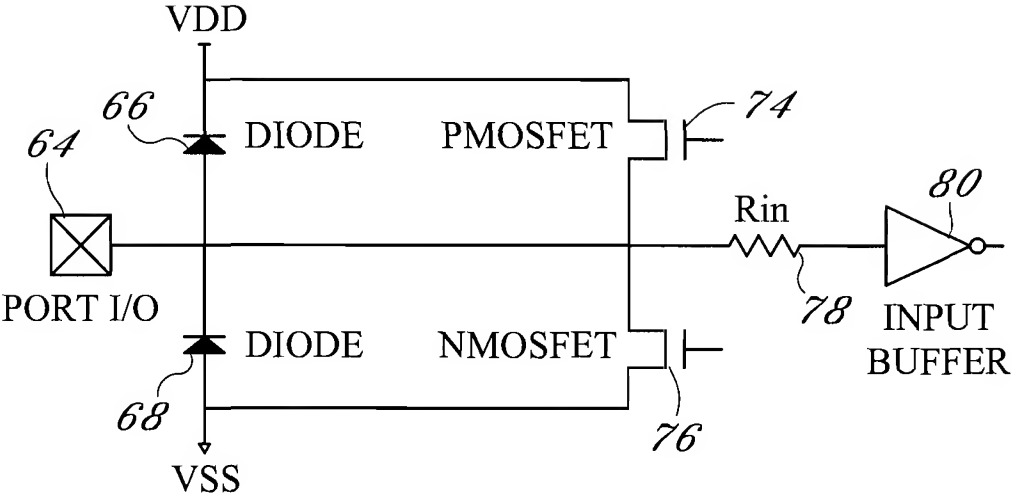 VDD
66
DIODE
PMOSFET
74
64
PORT I/O
Rin
78
80
INPUT
BUFFER
DIODE
NMOSFET
68
76
VSS